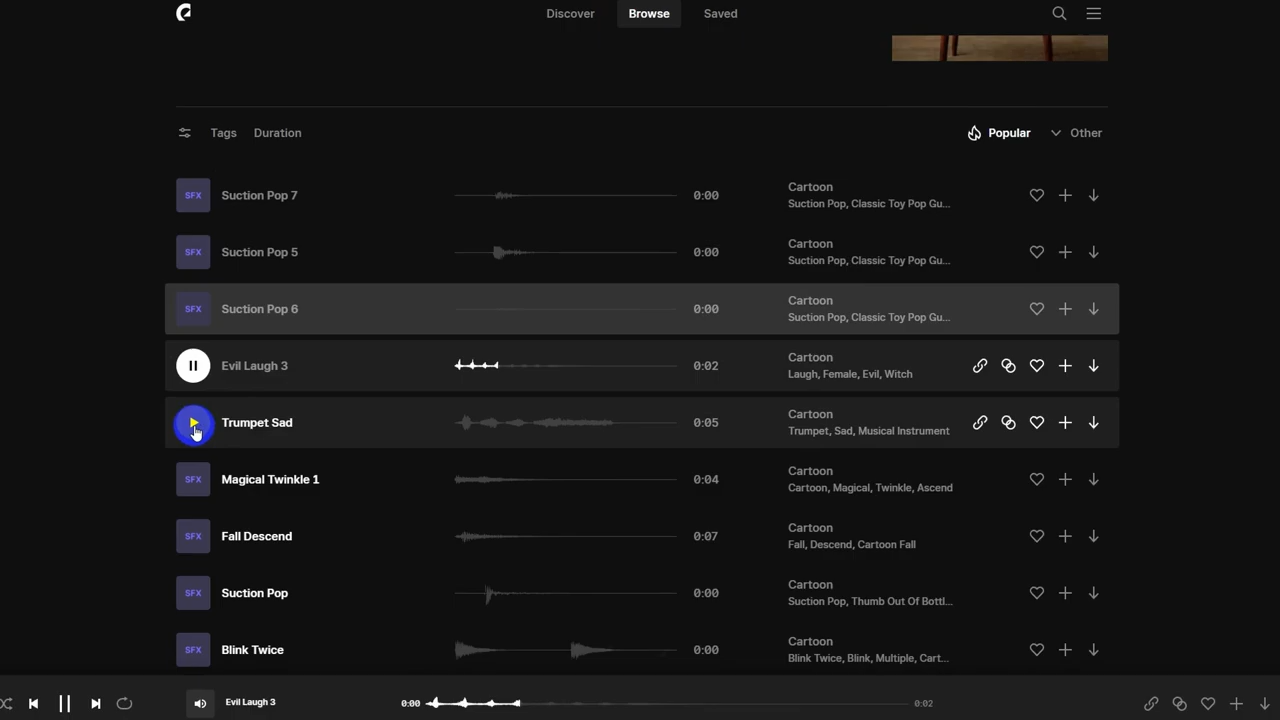 Discover Browse Saved
Tags Duration Popular Other
SFX Suction Pop 7 0:00 Cartoon
Suction Pop, Classic Toy Pop Gu...
SFX Suction Pop 5 0:00 Cartoon
Suction Pop, Classic Toy Pop Gu...
SFX Suction Pop 6 0:00 Cartoon
Suction Pop, Classic Toy Pop Gu...
Evil Laugh 3 0:02 Cartoon
Laugh, Female, Evil, Witch
Trumpet Sad 0:05 Cartoon
Trumpet, Sad, Musical Instrument
SFX Magical Twinkle 1 0:04 Cartoon
Cartoon, Magical, Twinkle, Ascend
SFX Fall Descend 0:07 Cartoon
Fall, Descend, Cartoon Fall
SFX Suction Pop 0:00 Cartoon
Suction Pop, Thumb Out Of Bottl...
SFX Blink Twice 0:00 Cartoon
Blink Twice, Blink, Multiple, Cart...
Evil Laugh 3 0:00 0:02